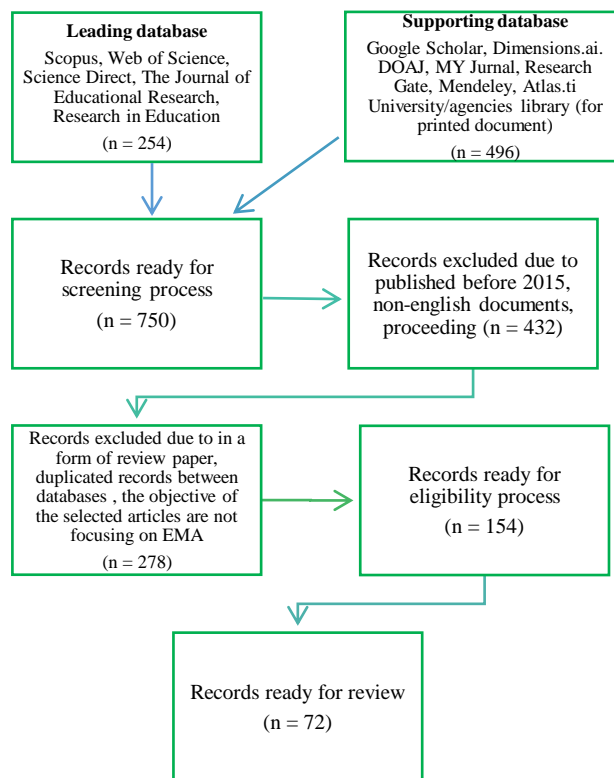 Leading database
Scopus, Web of Science,
Science Direct, The Journal of
Educational Research,
Research in Education
(n = 254)
Supporting database
Google Scholar, Dimensions.ai.
DOAJ, MY Jurnal, Research
Gate, Mendeley, Atlas.ti
University/agencies library (for
printed document)
(n = 496)
Records ready for
screening process
(n = 750)
Records excluded due to
published before 2015,
non-english documents,
proceeding (n = 432)
Records excluded due to in a
form of review paper,
duplicated records between
databases , the objective of
the selected articles are not
focusing on EMA
(n = 278)
Records ready for
eligibility process
(n = 154)
Records ready for review
(n = 72)